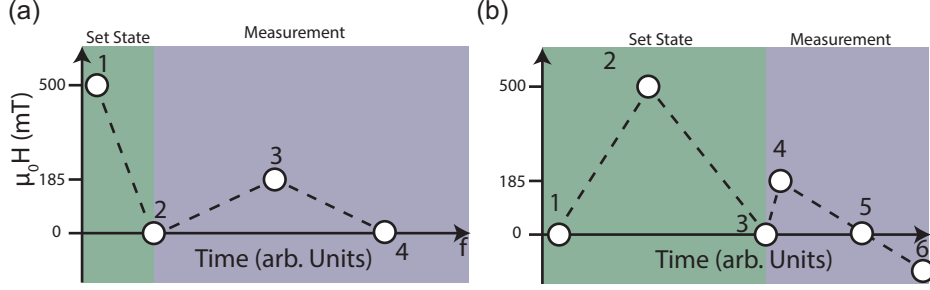 (a)
Set State
Measurement
μ₀H (mT)
500
185
0
1
2
3
4
f
Time (arb. Units)
(b)
Set State
Measurement
500
185
0
1
2
3
4
5
6
Time (arb. Units)